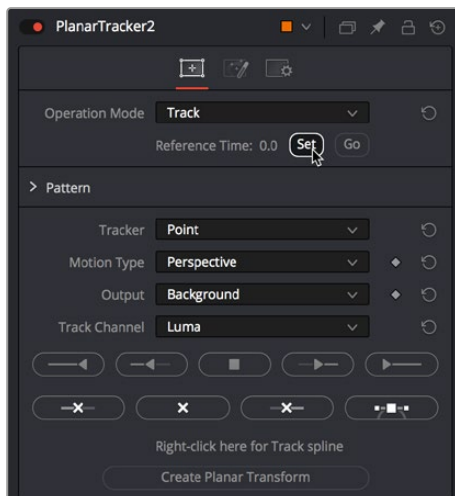 PlanarTracker2
Operation Mode Track
Reference Time: 0.0 Set Go
Pattern
Tracker Point
Motion Type Perspective
Output Background
Track Channel Luma
Right-click here for Track spline
Create Planar Transform